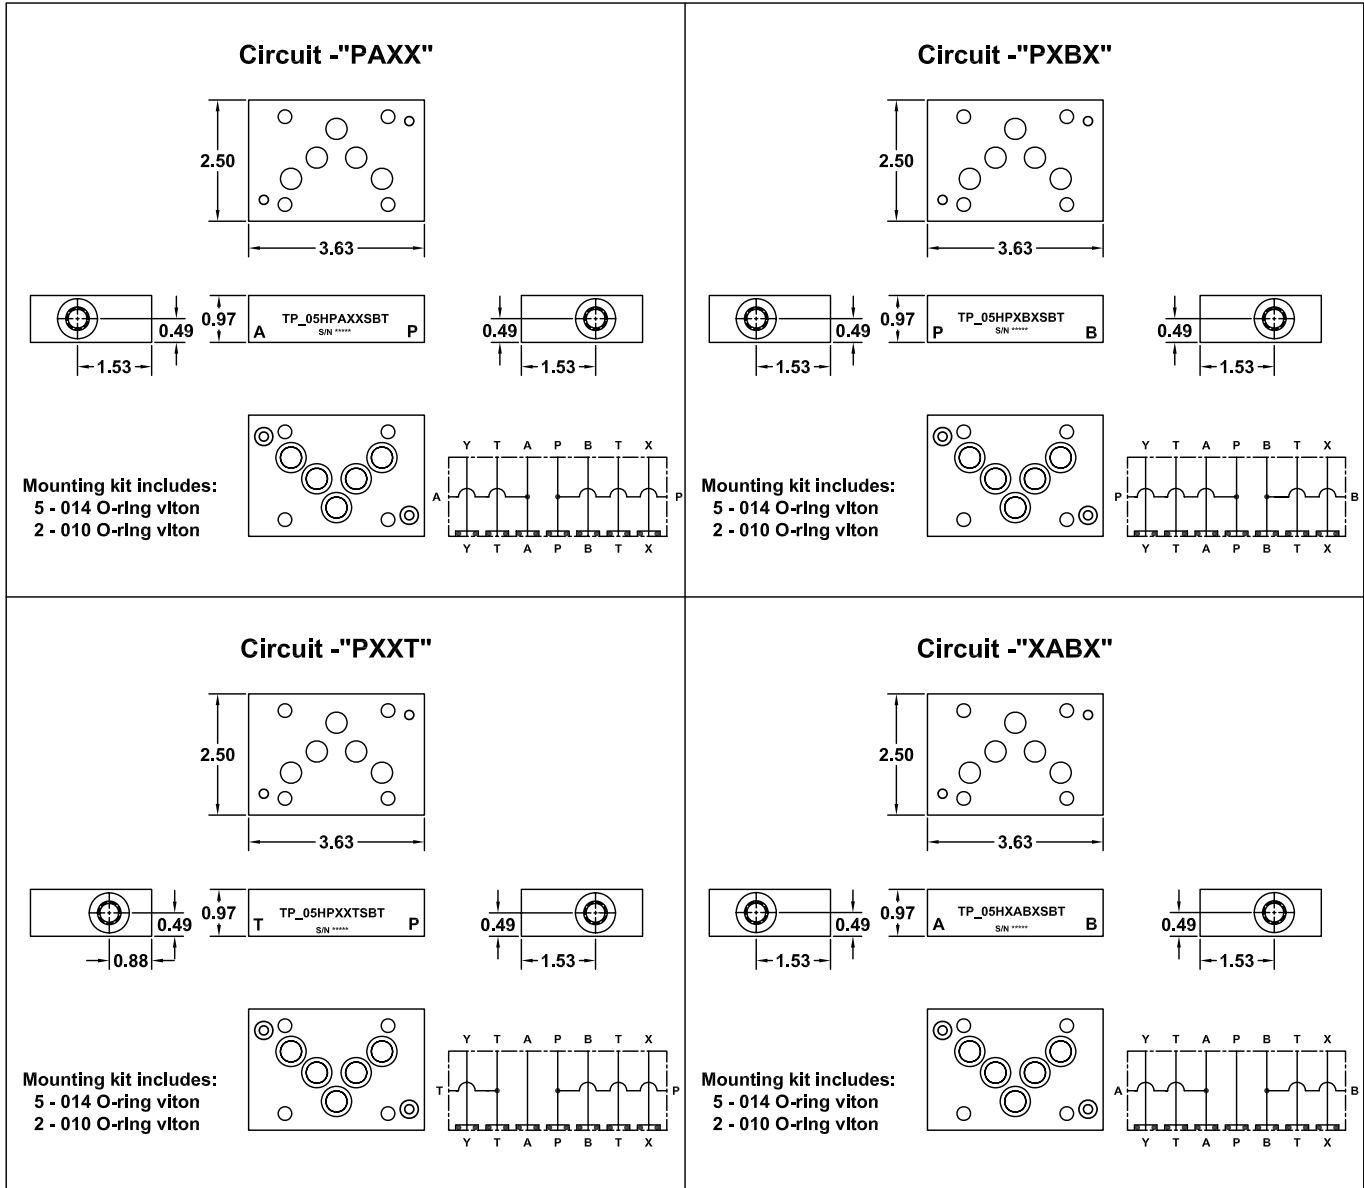 Circuit -"PAXX"
2.50
3.63
0.49
1.53
0.97
TP_05HPAXXSBT
S/N *****
A
P
0.49
1.53
Mounting kit includes:
5 - 014 O-ring viton
2 - 010 O-ring viton
Y T A P B T X
A
P
Y T A P B T X
Circuit -"PXBX"
2.50
3.63
0.49
1.53
0.97
TP_05HPXBXSBT
S/N *****
P
B
0.49
1.53
Mounting kit includes:
5 - 014 O-ring viton
2 - 010 O-ring viton
Y T A P B T X
P
B
Y T A P B T X
Circuit -"PXXT"
2.50
3.63
0.49
0.88
0.97
TP_05HPXXTSBT
S/N *****
T
P
0.49
1.53
Mounting kit includes:
5 - 014 O-ring viton
2 - 010 O-ring viton
Y T A P B T X
T
P
Y T A P B T X
Circuit -"XABX"
2.50
3.63
0.49
1.53
0.97
TP_05HXABXSBT
S/N *****
A
B
0.49
1.53
Mounting kit includes:
5 - 014 O-ring viton
2 - 010 O-ring viton
Y T A P B T X
A
B
Y T A P B T X